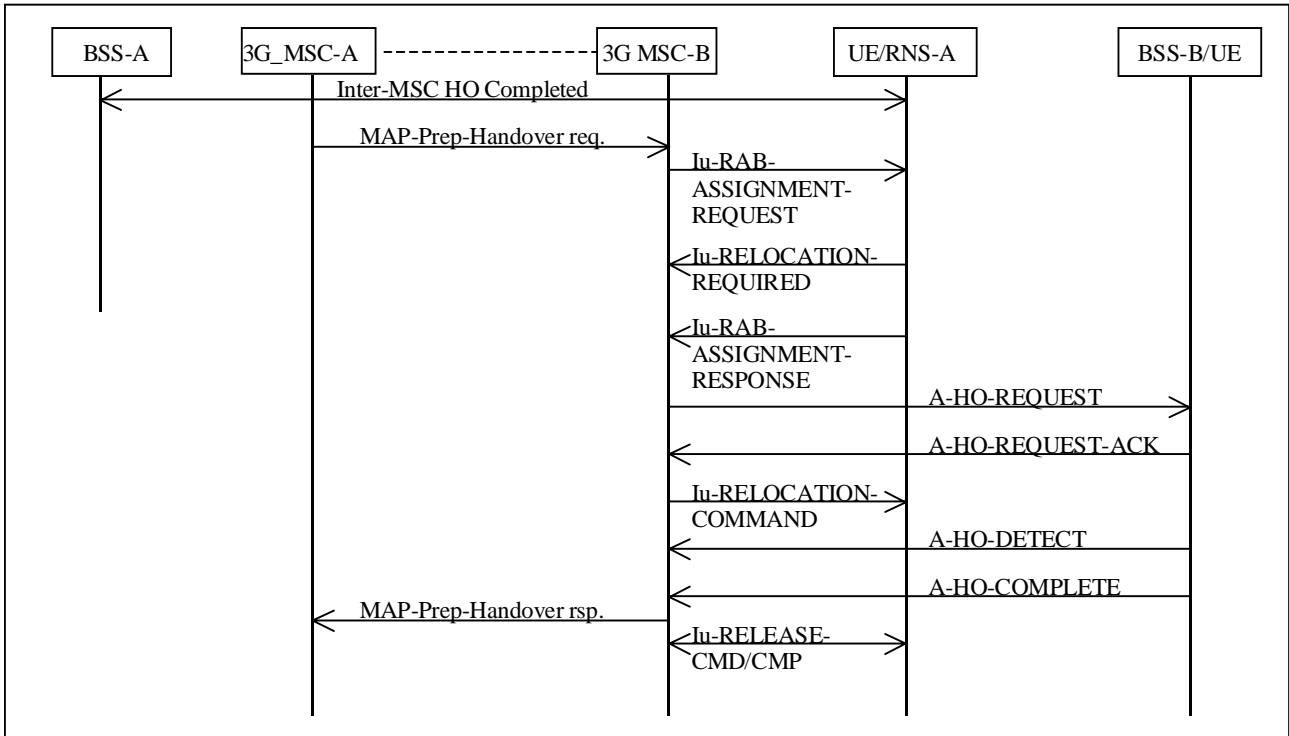 BSS-A
3G_MSC-A
3G MSC-B
UE/RNS-A
BSS-B/UE
Inter-MSC HO Completed
MAP-Prep-Handover req.
Iu-RAB-
ASSIGNMENT-
REQUEST
Iu-RELOCATION-
REQUIRED
Iu-RAB-
ASSIGNMENT-
RESPONSE
A-HO-REQUEST
A-HO-REQUEST-ACK
Iu-RELOCATION-
COMMAND
A-HO-DETECT
A-HO-COMPLETE
MAP-Prep-Handover rsp.
Iu-RELEASE-
CMD/CMP